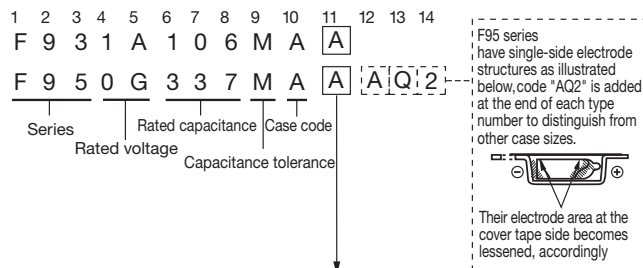 1 2 3 4 5 6 7 8 9 10 11 12 13 14
F 9 3 1 A 1 0 6 M A A
F 9 5 0 G 3 3 7 M A A A Q 2
Series
Rated voltage
Rated capacitance
Capacitance tolerance
Case code
F95 series
have single-side electrode
structures as illustrated
below,code "AQ2" is added
at the end of each type
number to distinguish from
other case sizes.
⊖ ⊕
Their electrode area at the
cover tape side becomes
lessened, accordingly